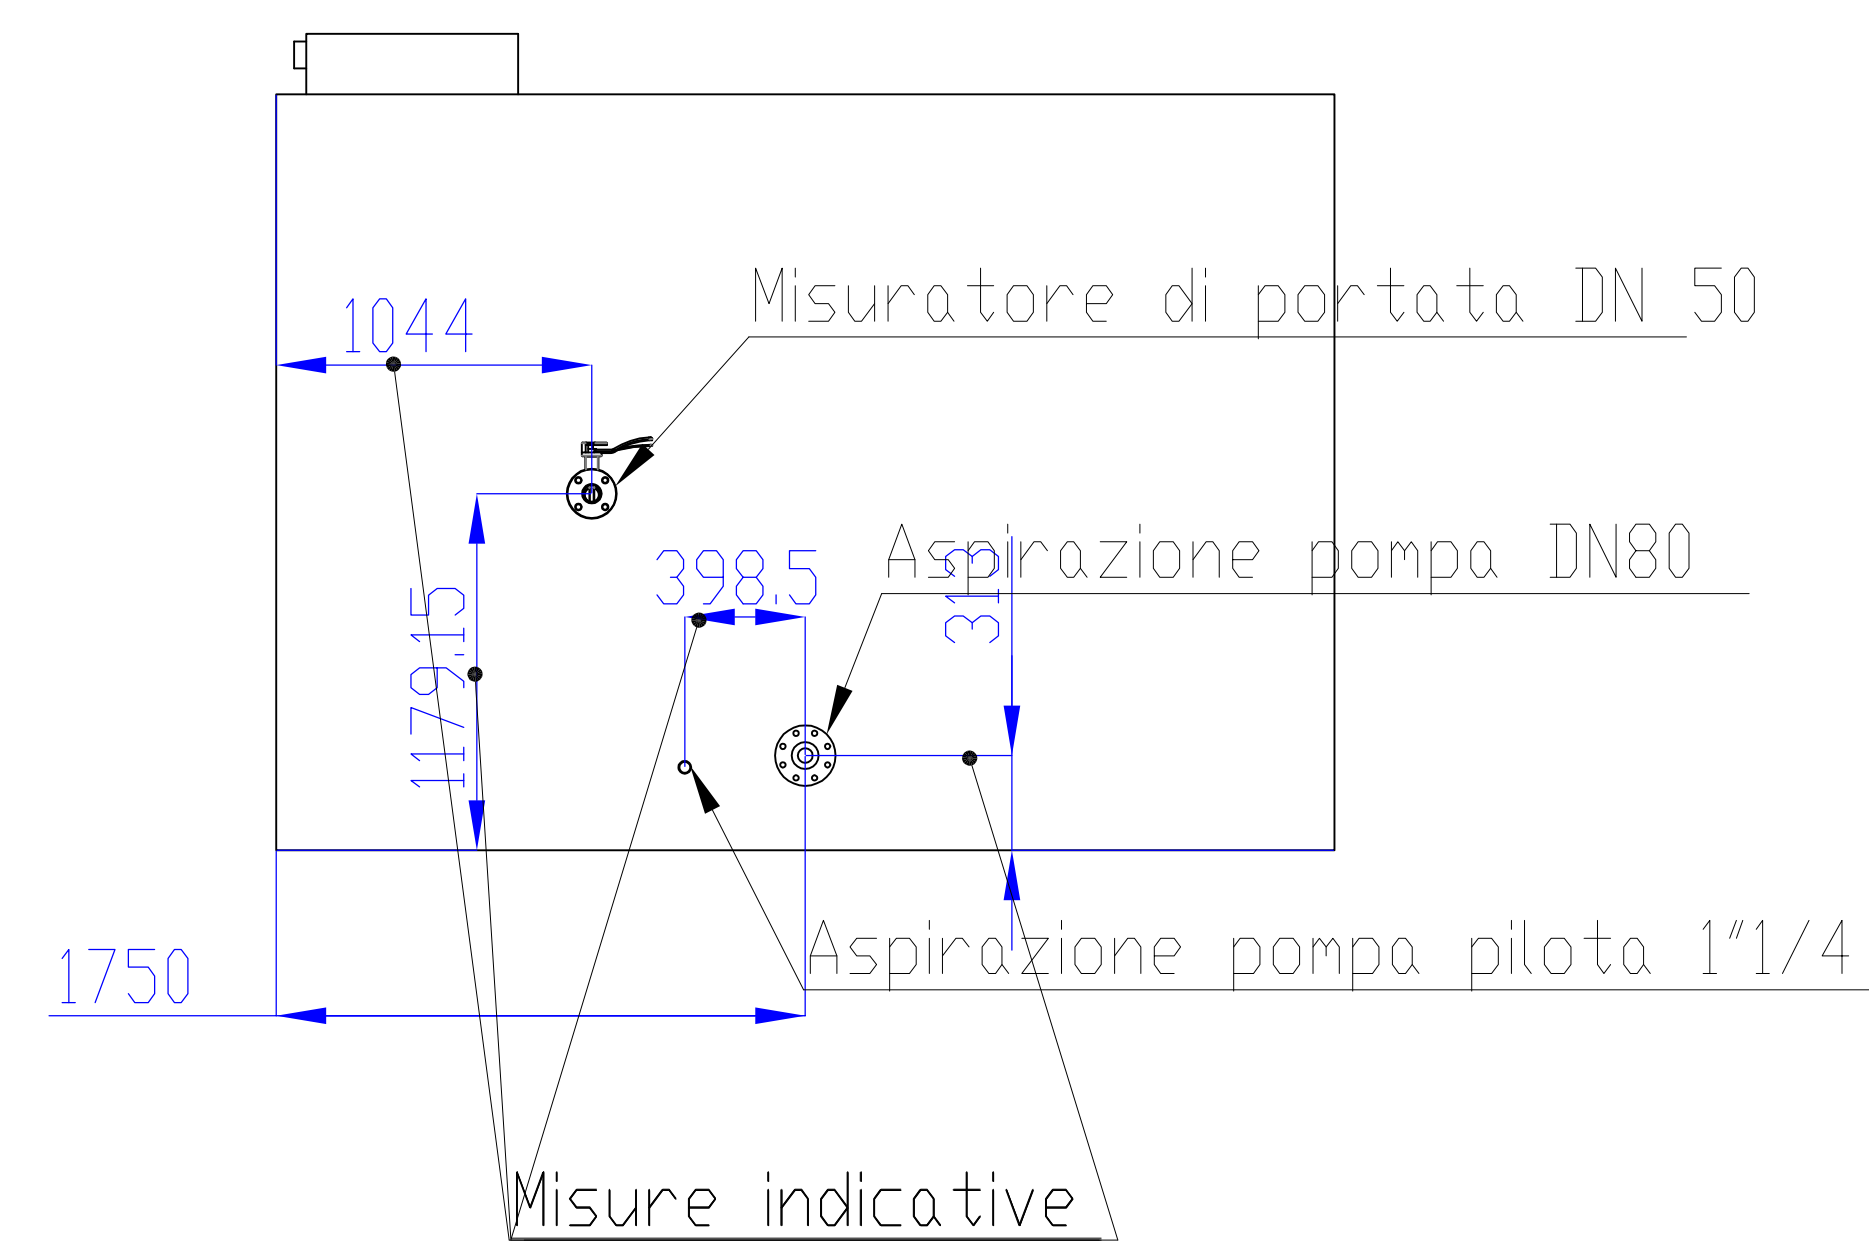 Misuratore di portata DN 50
1044
Aspirazione pompa DN80
398.5
313
1179.15
Aspirazione pompa pilota 1"1/4
1750
Misure indicative